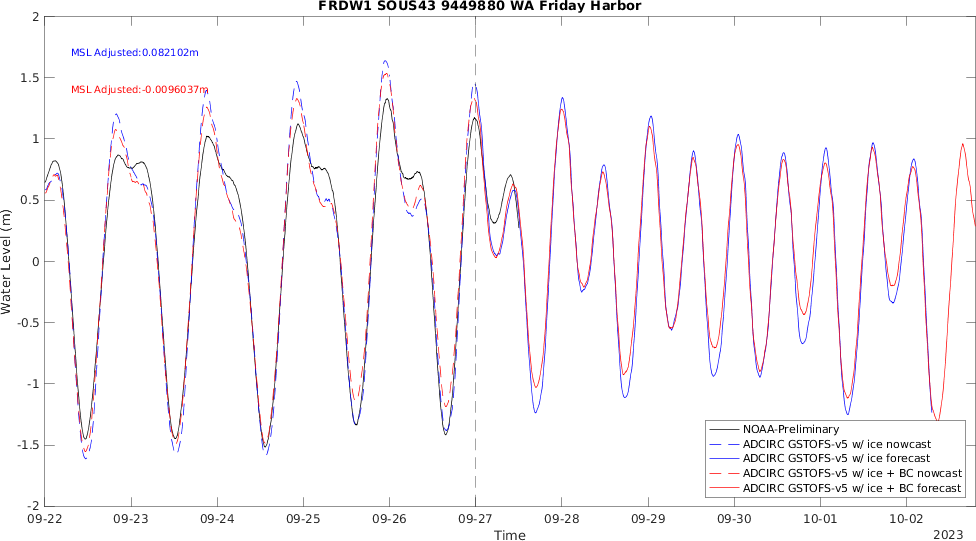 FRDW1 SOUS43 9449880 WA Friday Harbor
MSL Adjusted:0.082102m
MSL Adjusted:-0.0096037m
Water Level (m)
2
1.5
1
0.5
0
-0.5
-1
-1.5
-2
NOAA-Preliminary
ADCIRC GSTOFS-v5 w/ ice nowcast
ADCIRC GSTOFS-v5 w/ ice forecast
ADCIRC GSTOFS-v5 w/ ice + BC nowcast
ADCIRC GSTOFS-v5 w/ ice + BC forecast
09-22 09-23 09-24 09-25 09-26 09-27 09-28 09-29 09-30 10-01 10-02
Time
2023